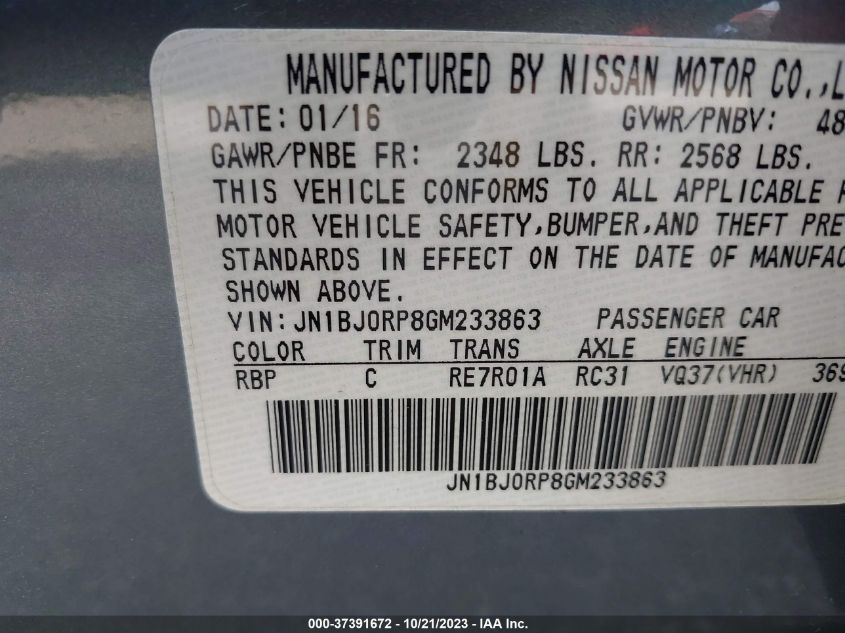 MANUFACTURED BY NISSAN MOTOR CO.,L
DATE: 01/16 GVWR/PNBV: 48
GAWR/PNBE FR: 2348 LBS. RR: 2568 LBS.
THIS VEHICLE CONFORMS TO ALL APPLICABLE
MOTOR VEHICLE SAFETY,BUMPER,AND THEFT PRE
STANDARDS IN EFFECT ON THE DATE OF MANUFAC
SHOWN ABOVE.
VIN:JN1BJ0RP8GM233863 PASSENGER CAR
COLOR TRIM TRANS AXLE ENGINE
RBP C RE7R01A RC31 VQ37(VHR) 369
JN1BJ0RP8GM233863
000-37391672 - 10/21/2023 - IAA Inc.